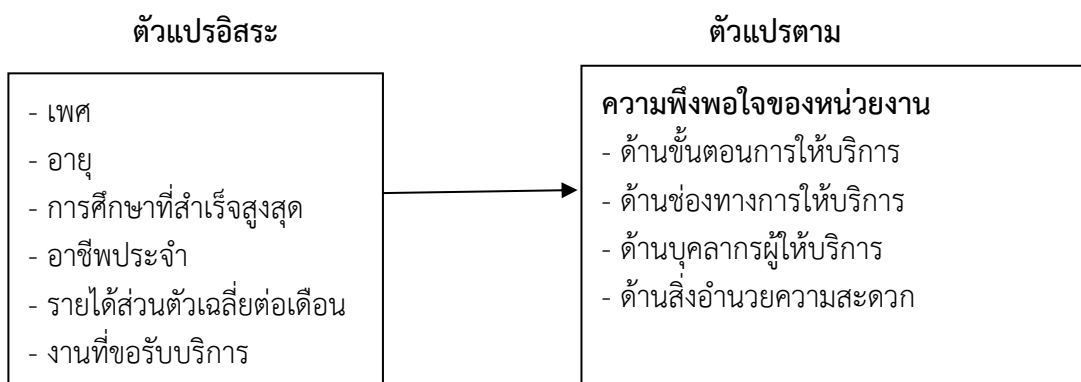 ตัวแปรอิสระ
- เพศ
- อายุ
- การศึกษาที่สำเร็จสูงสุด
- อาชีพประจำ
- รายได้ส่วนตัวเฉลี่ยต่อเดือน
- งานที่ขอรับบริการ
ตัวแปรตาม
ความพึงพอใจของหน่วยงาน
- ด้านขั้นตอนการให้บริการ
- ด้านช่องทางการให้บริการ
- ด้านบุคลากรผู้ให้บริการ
- ด้านสิ่งอำนวยความสะดวก